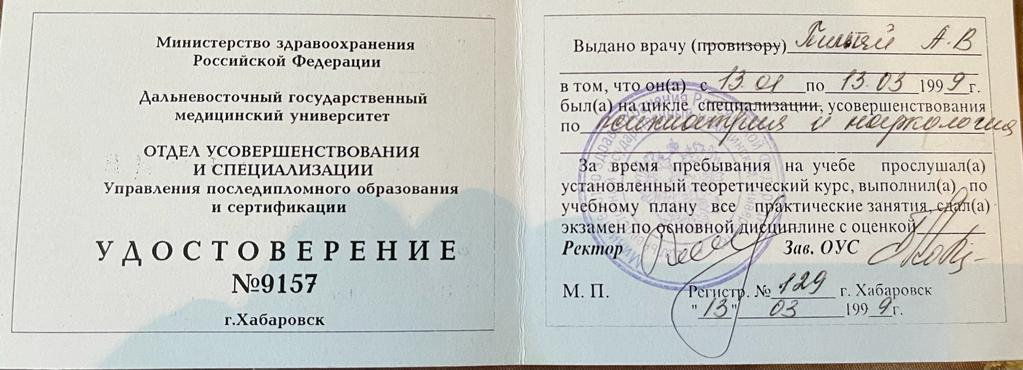 Министерство здравоохранения
Российской Федерации
Дальневосточный государственный
медицинский университет
ОТДЕЛ УСОВЕРШЕНСТВОВАНИЯ
И СПЕЦИАЛИЗАЦИИ
Управления последипломного образования
и сертификации
УДОСТОВЕРЕНИЕ
№9157
г.Хабаровск
Выдано врачу (провизору) А.В
в том, что он(а) с 13.01 по 13.03 1999 г.
был(а) на цикле специализации, усовершенствования
по психиатрия и наркология
За время пребывания на учебе прослушал(а)
установленный теоретический курс, выполнил(а) по
учебному плану все практические занятия, сдал(а)
экзамен по основной дисциплине с оценкой
Ректор Зав. ОУС
М. П. Регистр. № 129 г. Хабаровск
"13" 03 1999г.